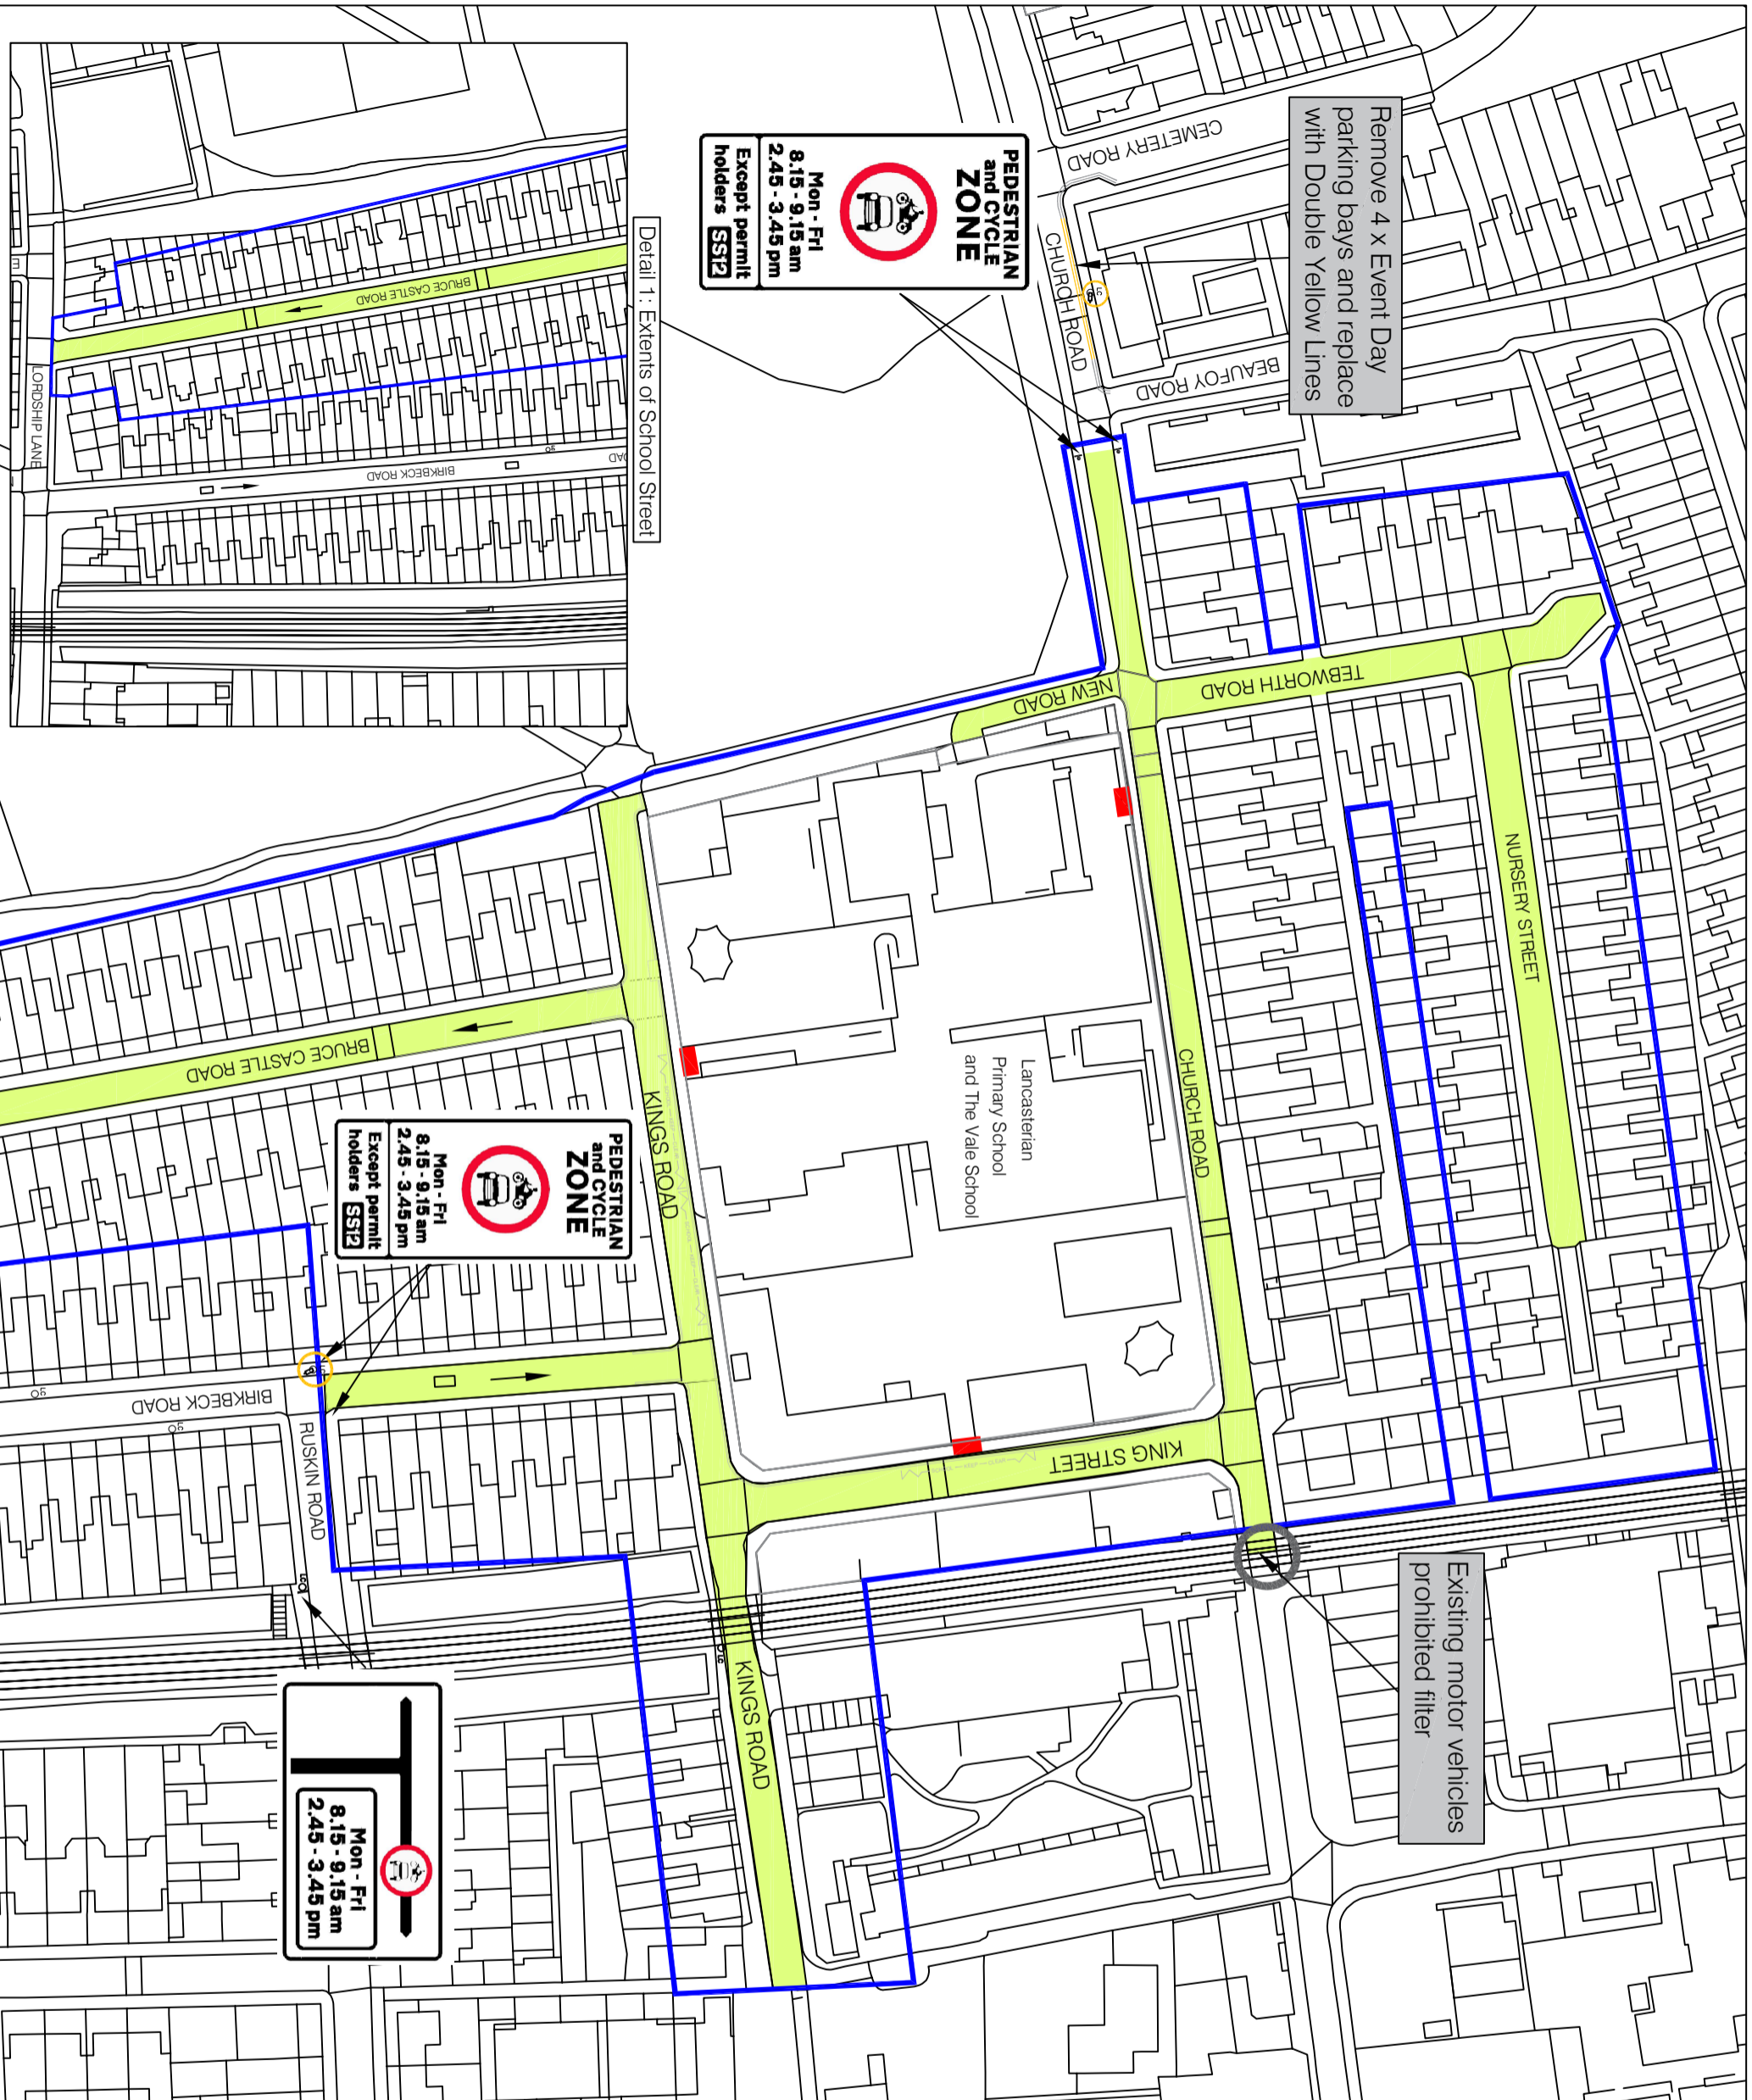 Remove 4 x Event Day
parking bays and replace
with Double Yellow Lines
PEDESTRIAN
and CYCLE
ZONE
Mon - Fri
8.15 - 9.15 am
2.45 - 3.45 pm
Except permit
holders SS12
CEMETERY ROAD
CHURCH ROAD
BEAUFOY ROAD
Detail 1: Extents of School Street
BRUCE CASTLE ROAD
LORDSHIP LANE
BIRKBECK ROAD
NEW ROAD
TEBWORTH ROAD
NURSERY STREET
CHURCH ROAD
Lancasterian
Primary School
and The Vale School
KINGS ROAD
BRUCE CASTLE ROAD
PEDESTRIAN
and CYCLE
ZONE
Mon - Fri
8.15 - 9.15 am
2.45 - 3.45 pm
Except permit
holders SS12
BIRKBECK ROAD
RUSKIN ROAD
KING STREET
KINGS ROAD
Existing motor vehicles
prohibited filter
Mon - Fri
8.15 - 9.15 am
2.45 - 3.45 pm